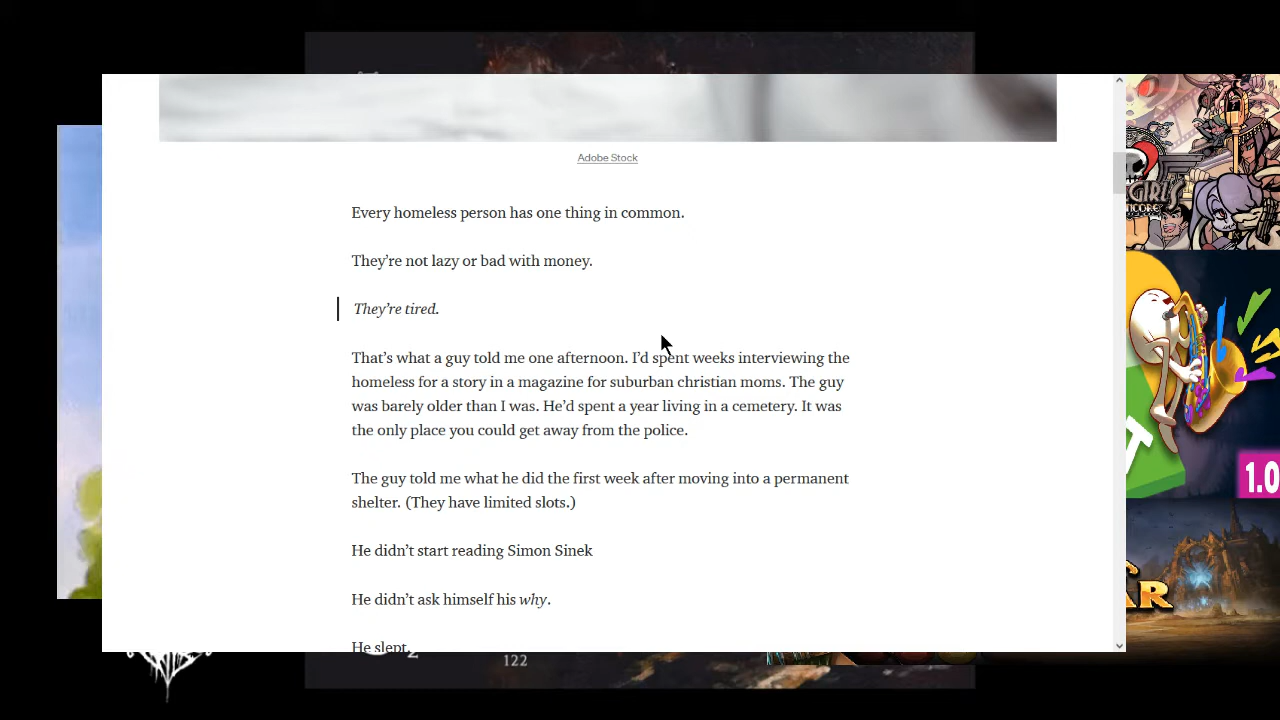 Adobe Stock
Every homeless person has one thing in common.
They’re not lazy or bad with money.
They’re tired.
That’s what a guy told me one afternoon. I’d spent weeks interviewing the
homeless for a story in a magazine for suburban christian moms. The guy
was barely older than I was. He’d spent a year living in a cemetery. It was
the only place you could get away from the police.
The guy told me what he did the first week after moving into a permanent
shelter. (They have limited slots.)
He didn’t start reading Simon Sinek
He didn’t ask himself his why.
He slept.
122
1.0